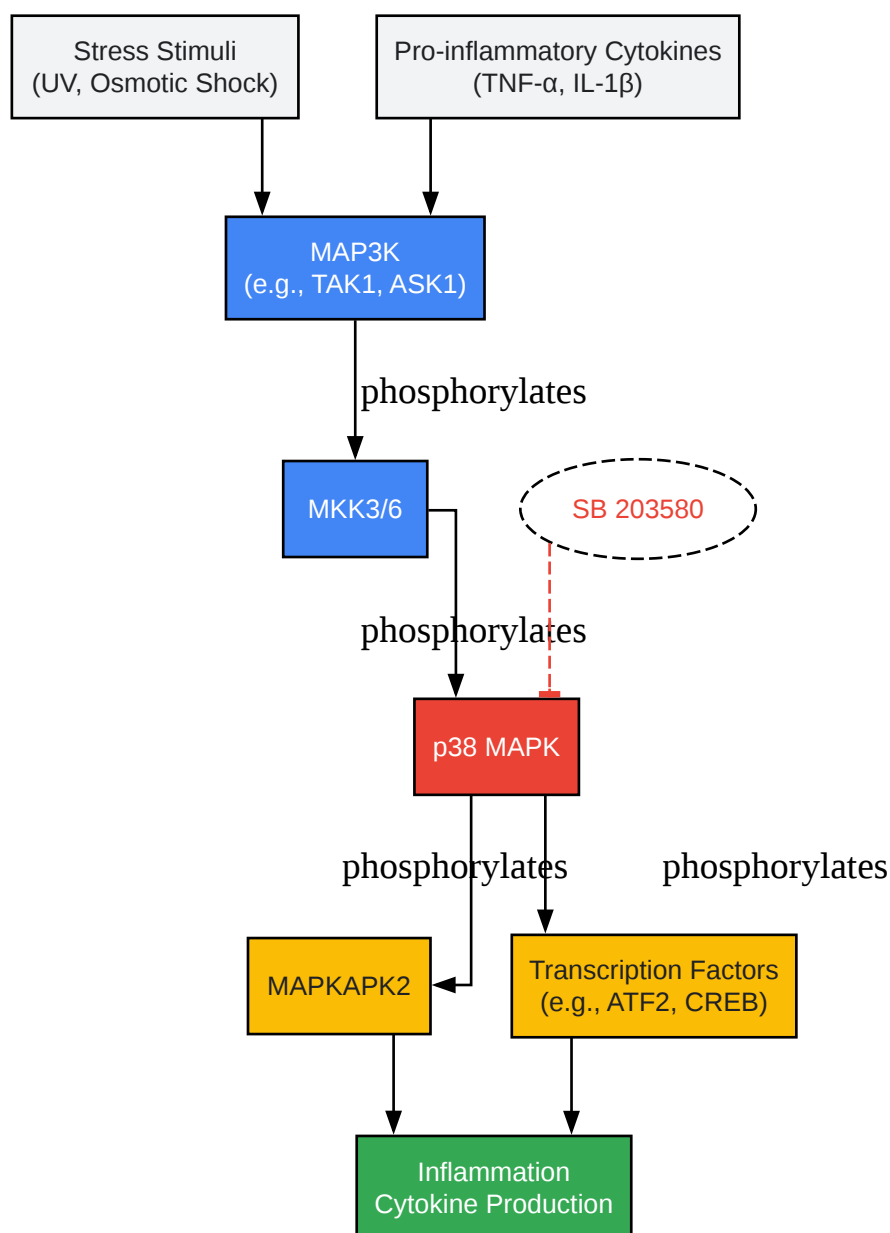 Stress Stimuli
(UV, Osmotic Shock)
Pro-inflammatory Cytokines
(TNF-α, IL-1β)
MAP3K
(e.g., TAK1, ASK1)
phosphorylates
MKK3/6
SB 203580
phosphorylates
p38 MAPK
phosphorylates
phosphorylates
MAPKAPK2
Transcription Factors
(e.g., ATF2, CREB)
Inflammation
Cytokine Production